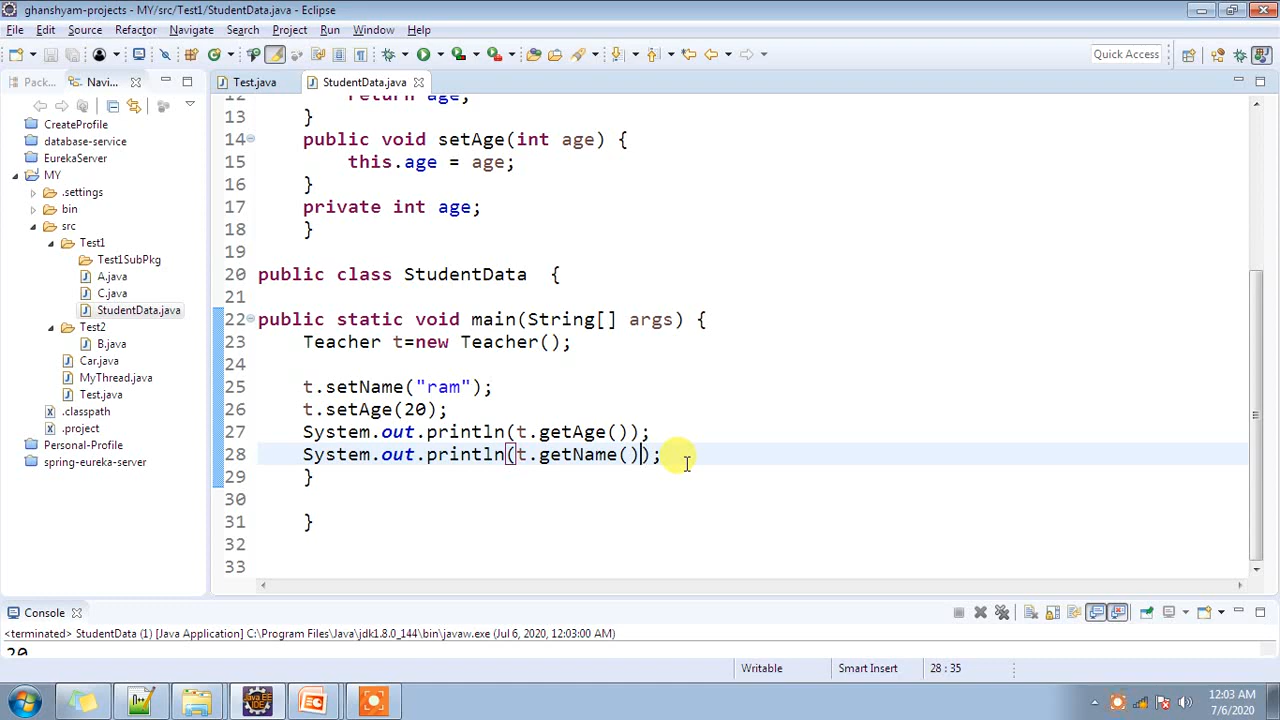 ghanshyam-projects - MY/src/Test1/StudentData.java - Eclipse
File Edit Source Refactor Navigate Search Project Run Window Help
Quick Access
Pack... Navi... Test.java StudentData.java
CreateProfile
database-service
EurekaServer
MY
.settings
bin
src
Test1
Test1SubPkg
A.java
C.java
StudentData.java
Test2
B.java
Car.java
MyThread.java
Test.java
.classpath
.project
Personal-Profile
spring-eureka-server
12 return age;
13 }
14 public void setAge(int age) {
15 this.age = age;
16 }
17 private int age;
18 }
19
20 public class StudentData {
21
22 public static void main(String[] args) {
23 Teacher t=new Teacher();
24
25 t.setName("ram");
26 t.setAge(20);
27 System.out.println(t.getAge());
28 System.out.println(t.getName());
29 }
30
31 }
32
33
Console
<terminated> StudentData (1) [Java Application] C:\Program Files\Java\jdk1.8.0_144\bin\javaw.exe (Jul 6, 2020, 12:03:00 AM)
20
Writable Smart Insert 28 : 35
12:03 AM
7/6/2020